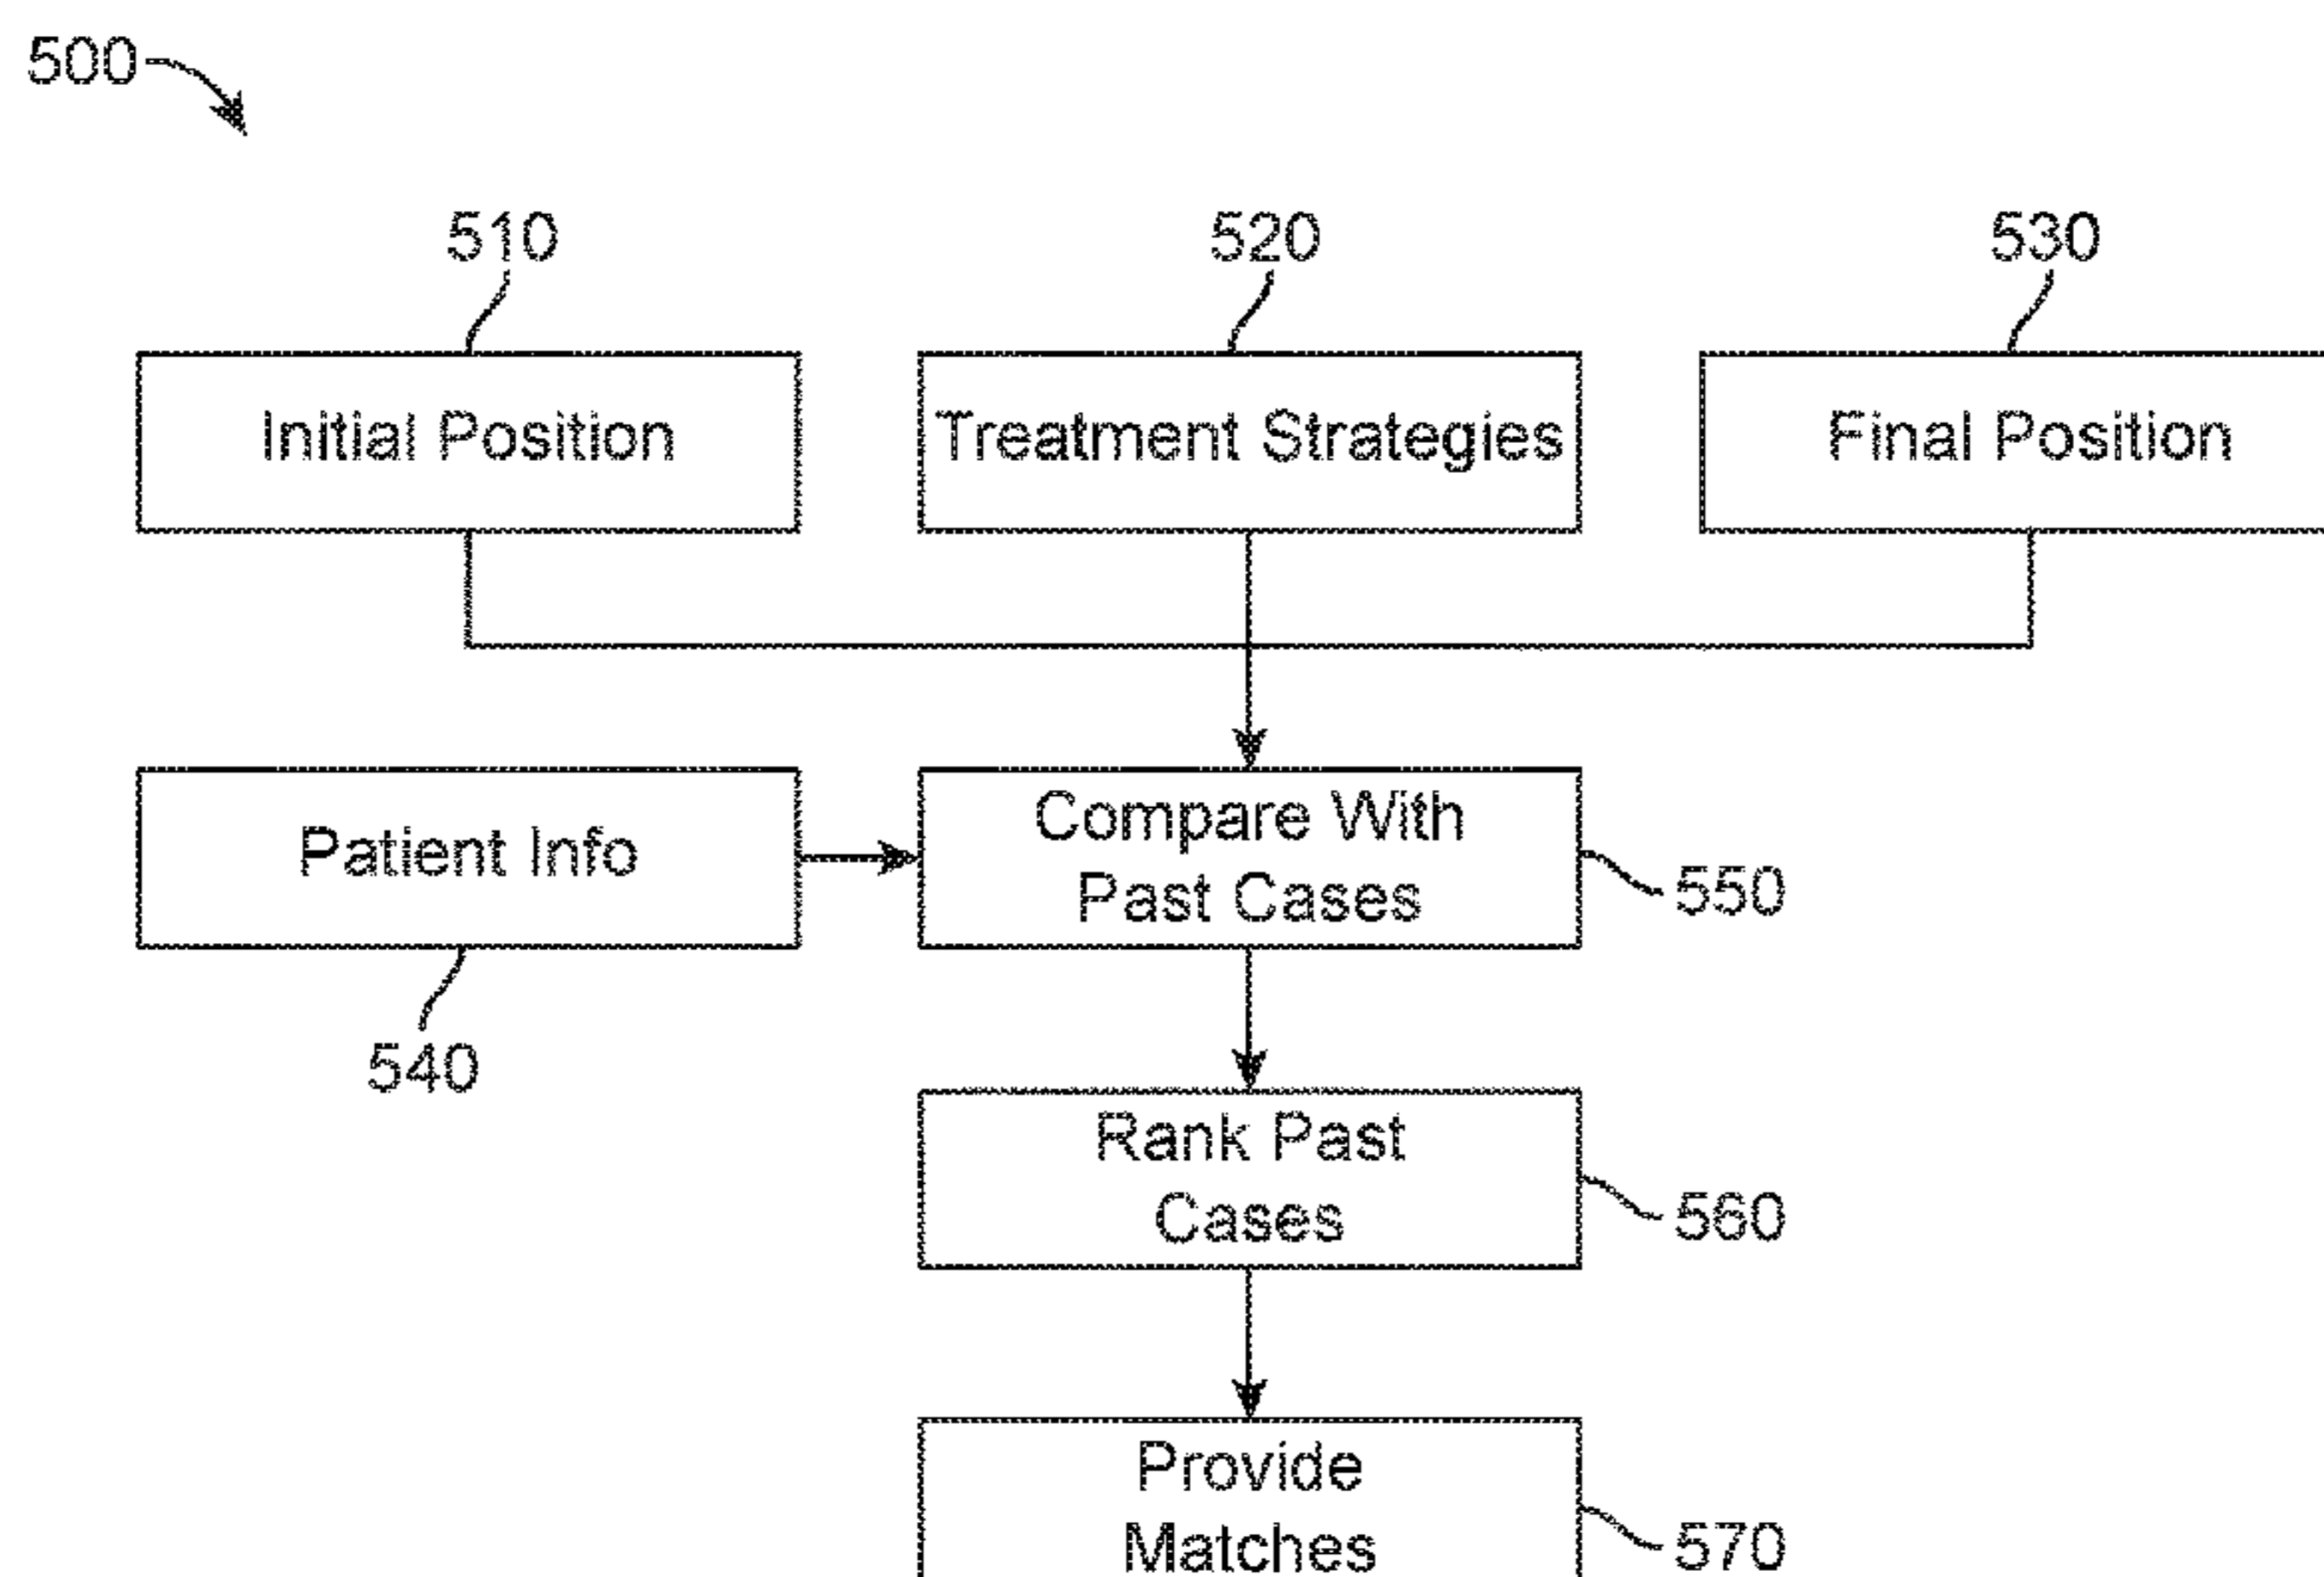 500
510
520
530
Initial Position
Treatment Strategies
Final Position
Patient Info
Compare With
Past Cases
550
540
Rank Past
Cases
560
Provide
Matches
570